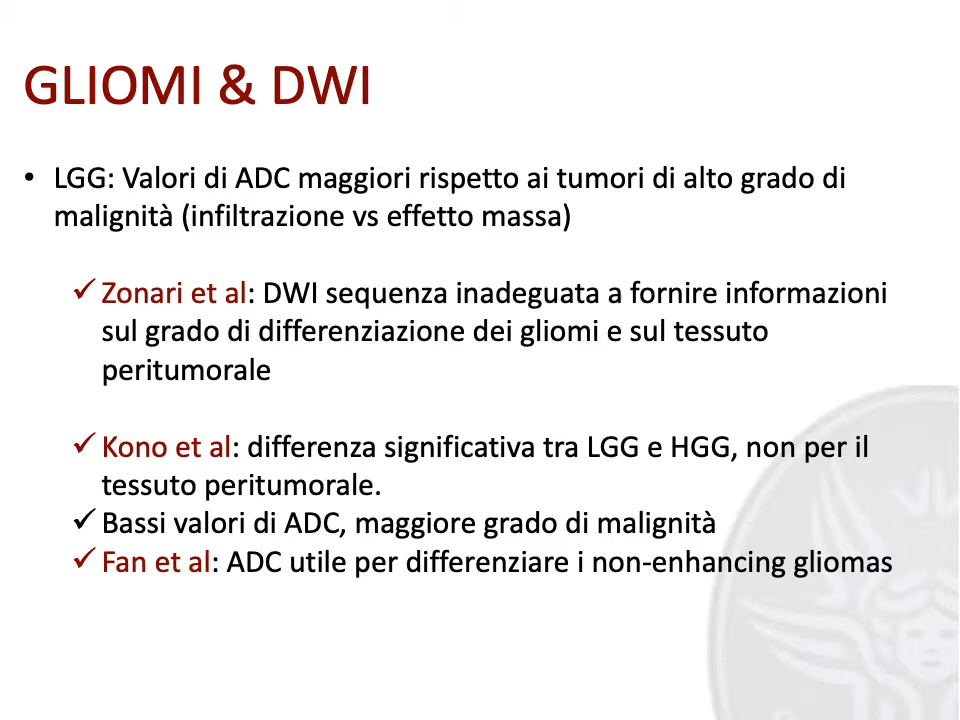 GLIOMI & DWI
• LGG: Valori di ADC maggiori rispetto ai tumori di alto grado di
malignità (infiltrazione vs effetto massa)
✓ Zonari et al: DWI sequenza inadeguata a fornire informazioni
sul grado di differenziazione dei gliomi e sul tessuto
peritumorale
✓ Kono et al: differenza significativa tra LGG e HGG, non per il
tessuto peritumorale.
✓ Bassi valori di ADC, maggiore grado di malignità
✓ Fan et al: ADC utile per differenziare i non-enhancing gliomas